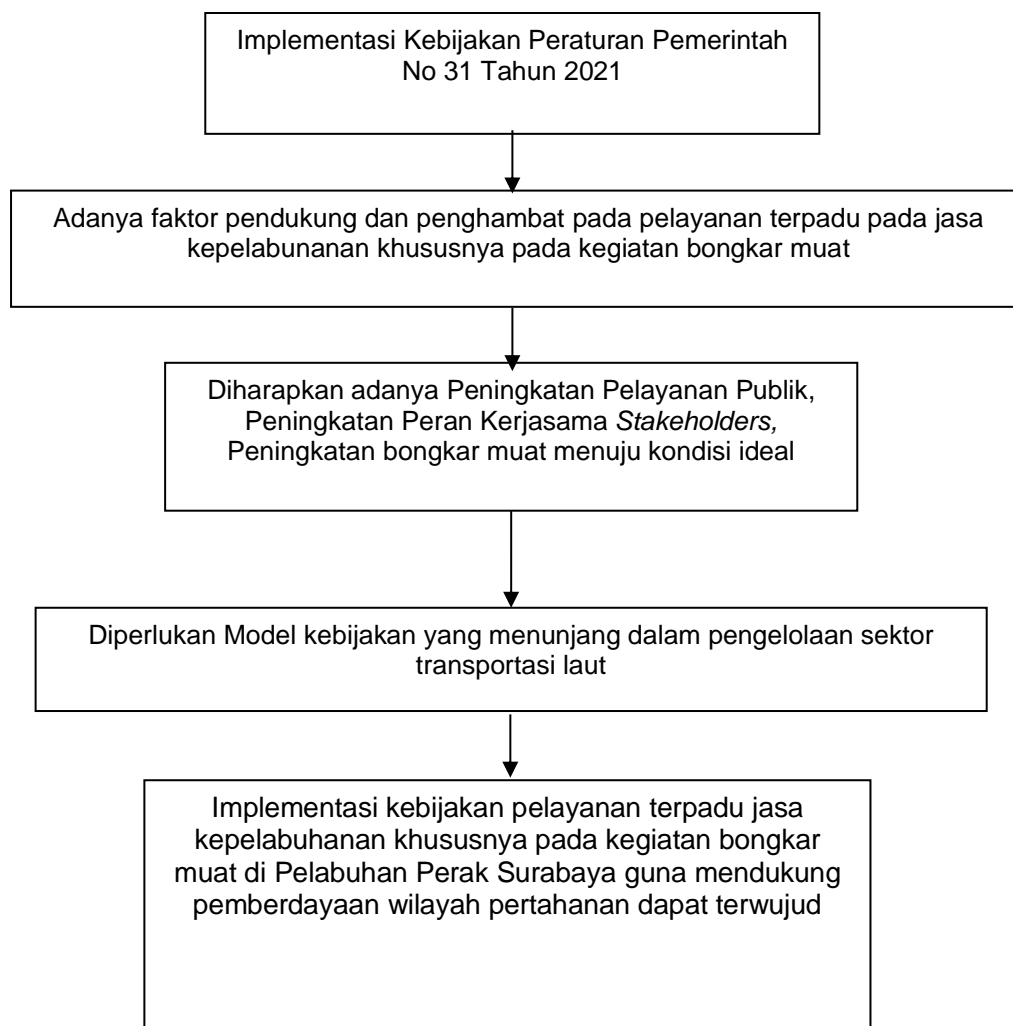 Implementasi Kebijakan Peraturan Pemerintah
No 31 Tahun 2021
Adanya faktor pendukung dan penghambat pada pelayanan terpadu pada jasa
kepelabunanan khususnya pada kegiatan bongkar muat
Diharapkan adanya Peningkatan Pelayanan Publik,
Peningkatan Peran Kerjasama Stakeholders,
Peningkatan bongkar muat menuju kondisi ideal
Diperlukan Model kebijakan yang menunjang dalam pengelolaan sektor
transportasi laut
Implementasi kebijakan pelayanan terpadu jasa
kepelabuhanan khususnya pada kegiatan bongkar
muat di Pelabuhan Perak Surabaya guna mendukung
pemberdayaan wilayah pertahanan dapat terwujud